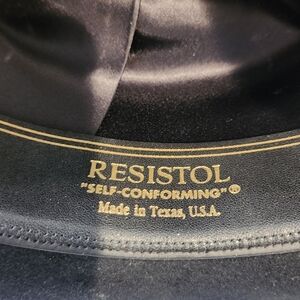 RESISTOL
"SELF-CONFORMING"®
Made in Texas, U.S.A.